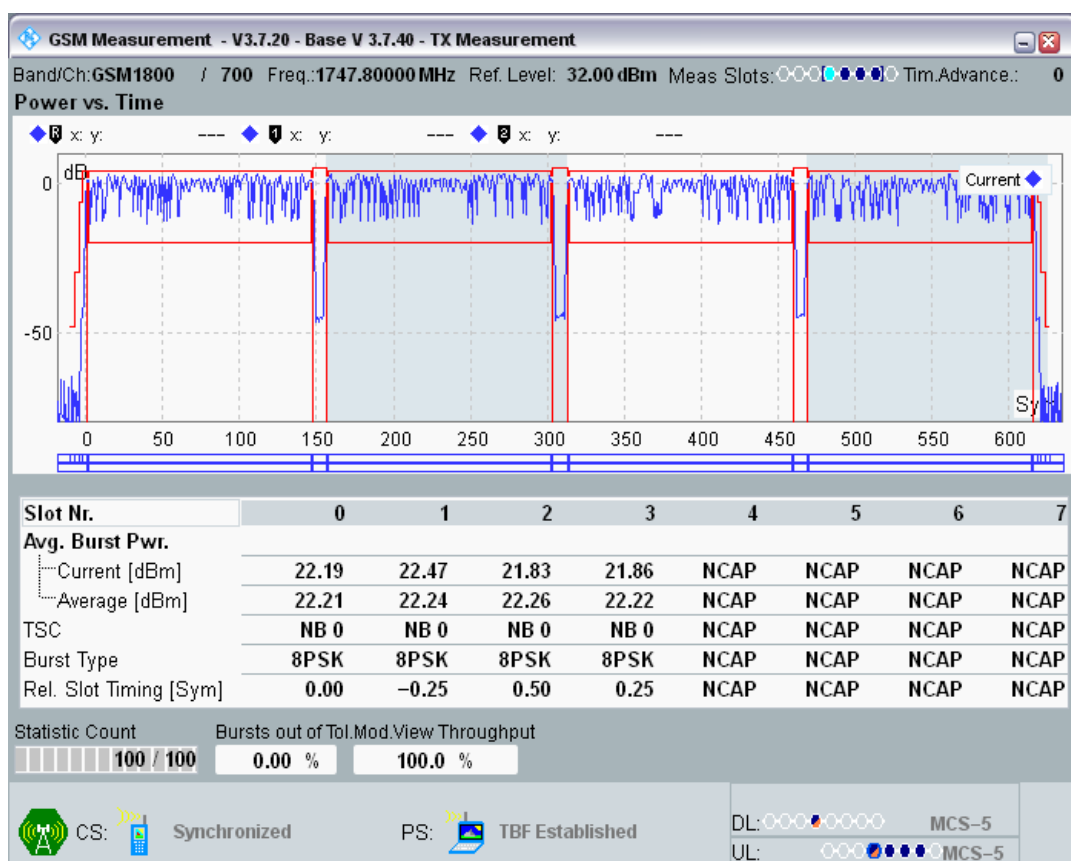 GSM Measurement - V3.7.20 - Base V 3.7.40 - TX Measurement
Band/Ch:GSM1800 / 700 Freq.:1747.80000 MHz Ref. Level: 32.00 dBm Meas Slots: Tim.Advance.: 0
Power vs. Time
R x: y: --- 1 x: y: --- 2 x: y: ---
dB
Current
0
-50
Sy
0 50 100 150 200 250 300 350 400 450 500 550 600
Slot Nr. 0 1 2 3 4 5 6 7
Avg. Burst Pwr.
Current [dBm] 22.19 22.47 21.83 21.86 NCAP NCAP NCAP NCAP
Average [dBm] 22.21 22.24 22.26 22.22 NCAP NCAP NCAP NCAP
TSC NB 0 NB 0 NB 0 NB 0 NCAP NCAP NCAP NCAP
Burst Type 8PSK 8PSK 8PSK 8PSK NCAP NCAP NCAP NCAP
Rel. Slot Timing [Sym] 0.00 −0.25 0.50 0.25 NCAP NCAP NCAP NCAP
Statistic Count Bursts out of Tol.Mod.View Throughput
100 / 100 0.00 % 100.0 %
DL: MCS−5
CS: Synchronized PS: TBF Established
UL: MCS−5